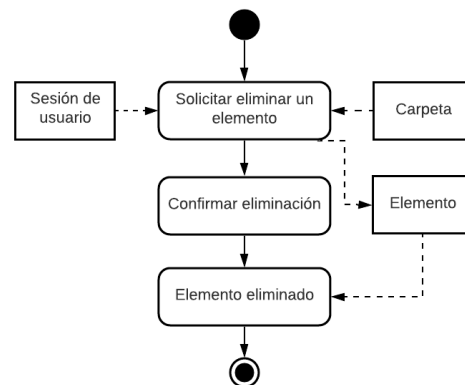 Sesión de
usuario
Solicitar eliminar un
elemento
Carpeta
Confirmar eliminación
Elemento
Elemento eliminado